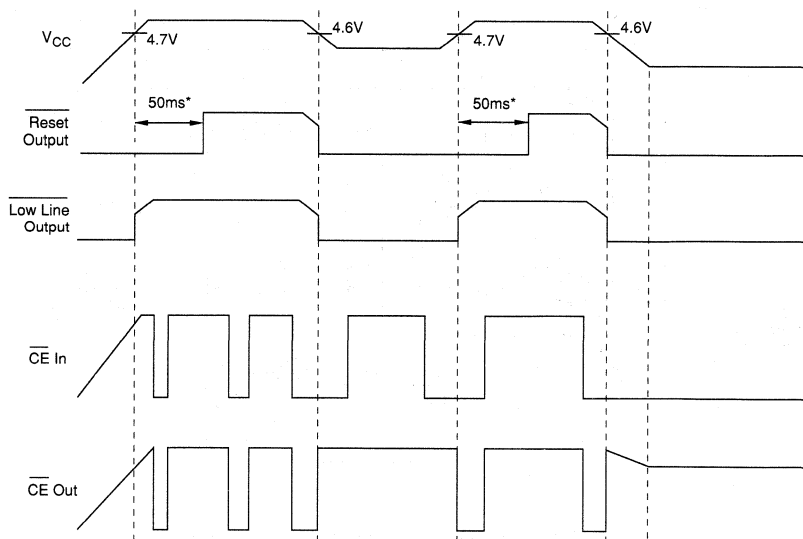 4.6V
4.6V
VCC
4.7V
4.7V
50ms*
50ms*
Reset
Output
Low Line
Output
CE In
CE Out